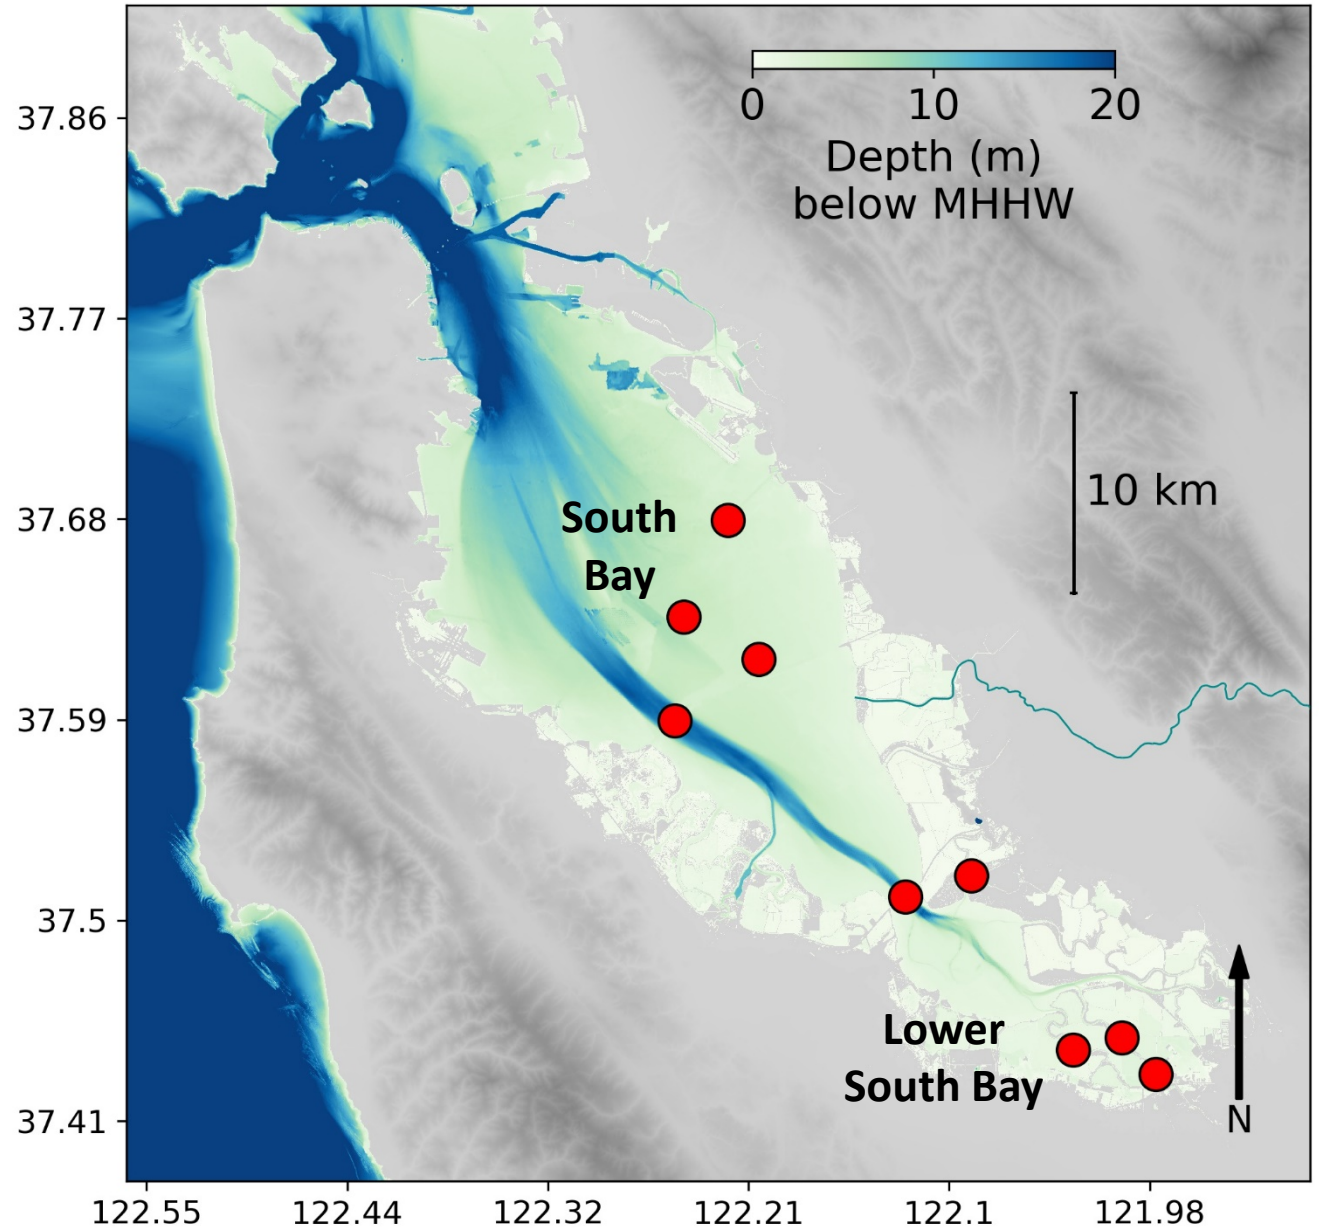 0 10 20
Depth (m)
below MHHW
37.86
37.77
10 km
37.68
South
Bay
37.59
37.5
Lower
South Bay
37.41
N
122.55 122.44 122.32 122.21 122.1 121.98